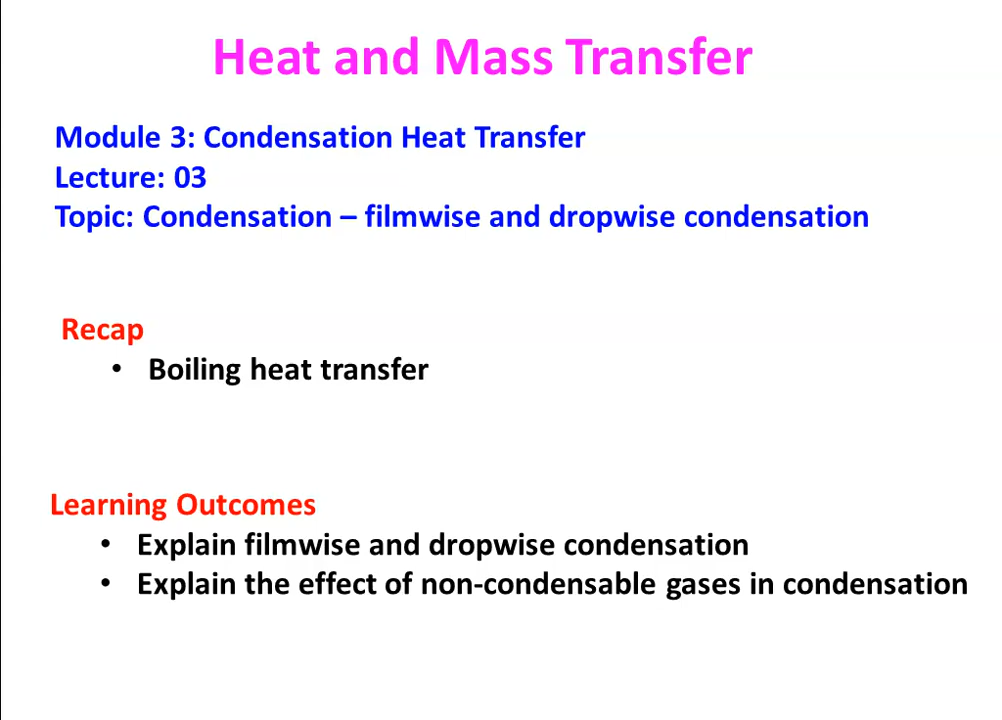 Heat and Mass Transfer
Module 3: Condensation Heat Transfer
Lecture: 03
Topic: Condensation – filmwise and dropwise condensation
Recap
• Boiling heat transfer
Learning Outcomes
• Explain filmwise and dropwise condensation
• Explain the effect of non-condensable gases in condensation